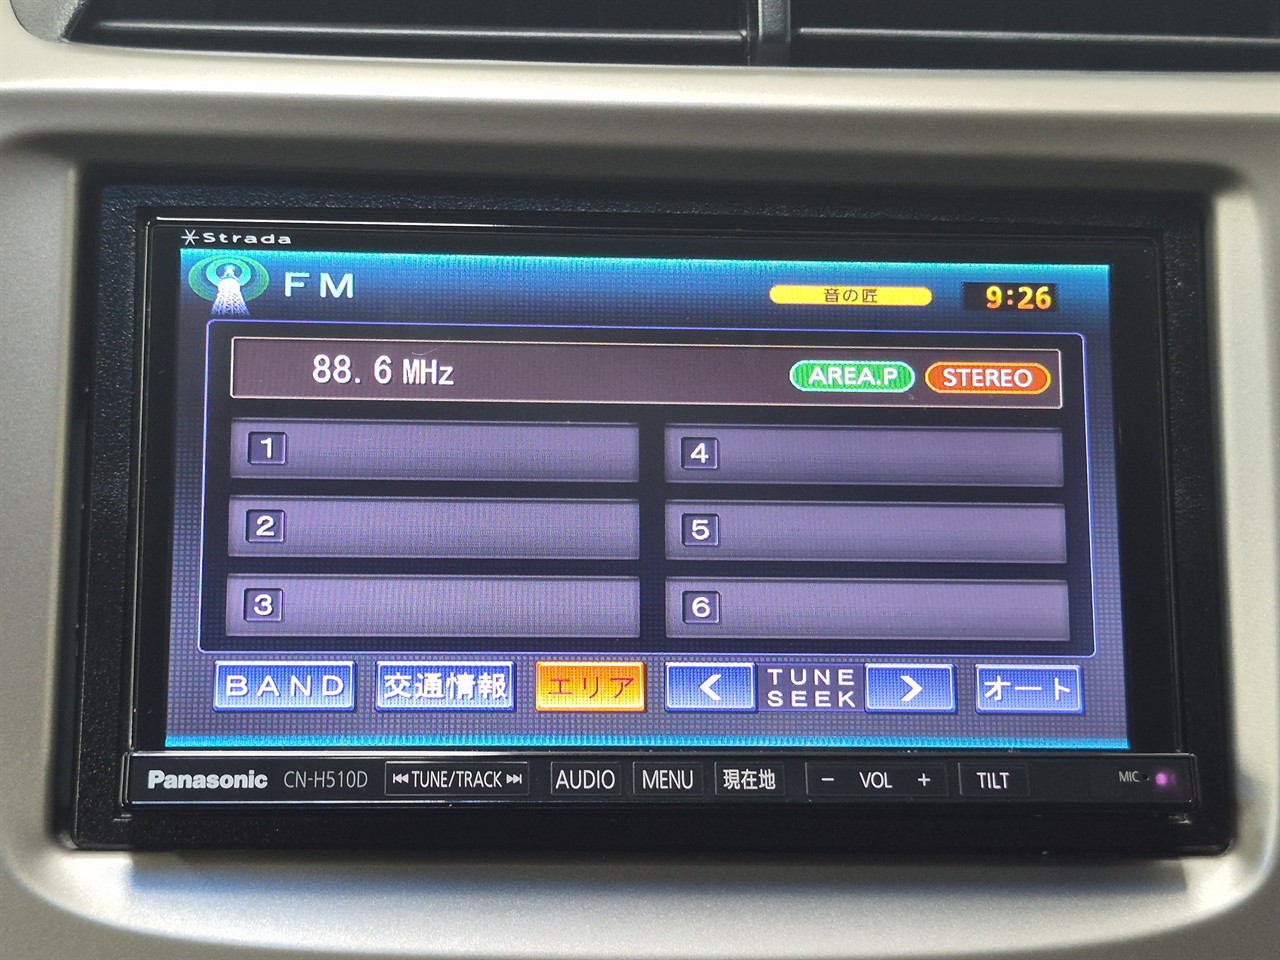 Strada
FM
音の匠
9:26
88.6 MHz
AREA.P
STEREO
1
4
2
5
3
6
BAND
交通情報
エリア
<
TUNE
SEEK
>
オート
Panasonic
CN-H510D
TUNE/TRACK
AUDIO
MENU
現在地
− VOL +
TILT
MIC